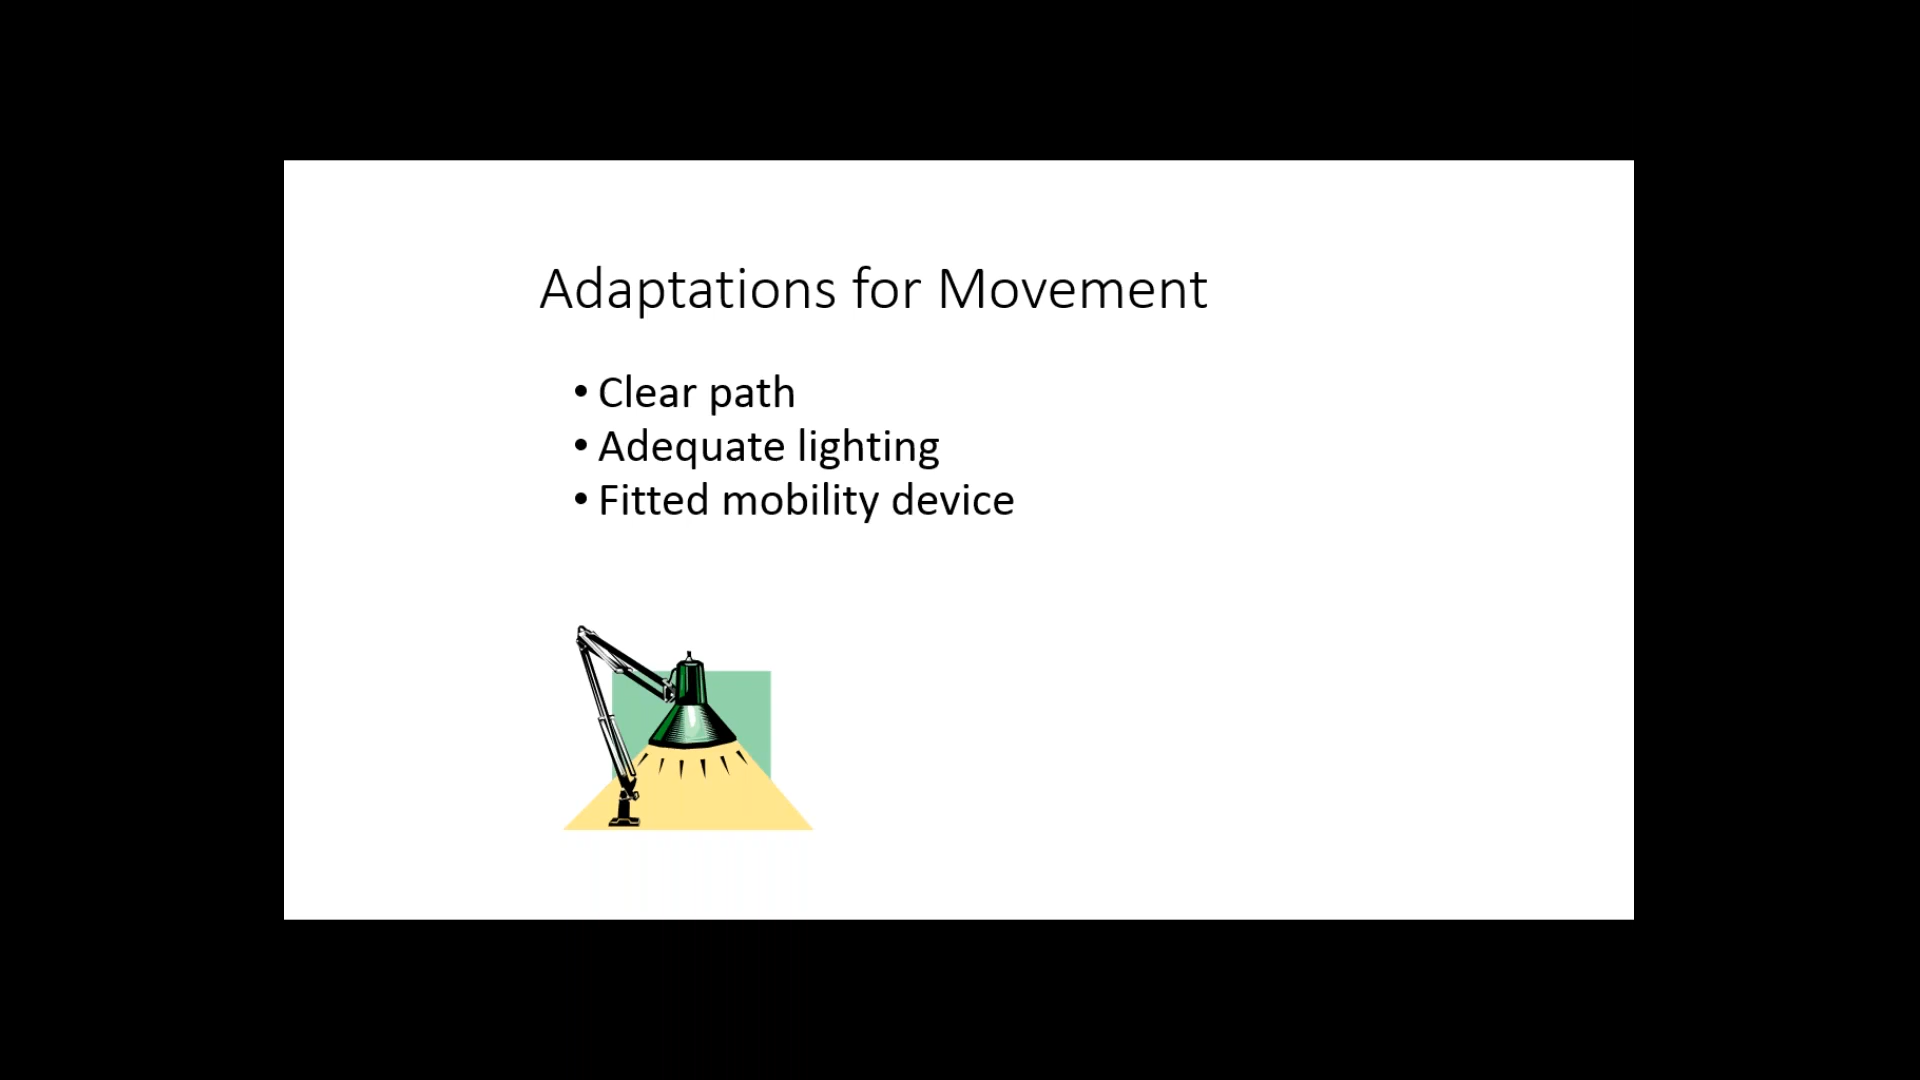 Adaptations for Movement
• Clear path
• Adequate lighting
• Fitted mobility device